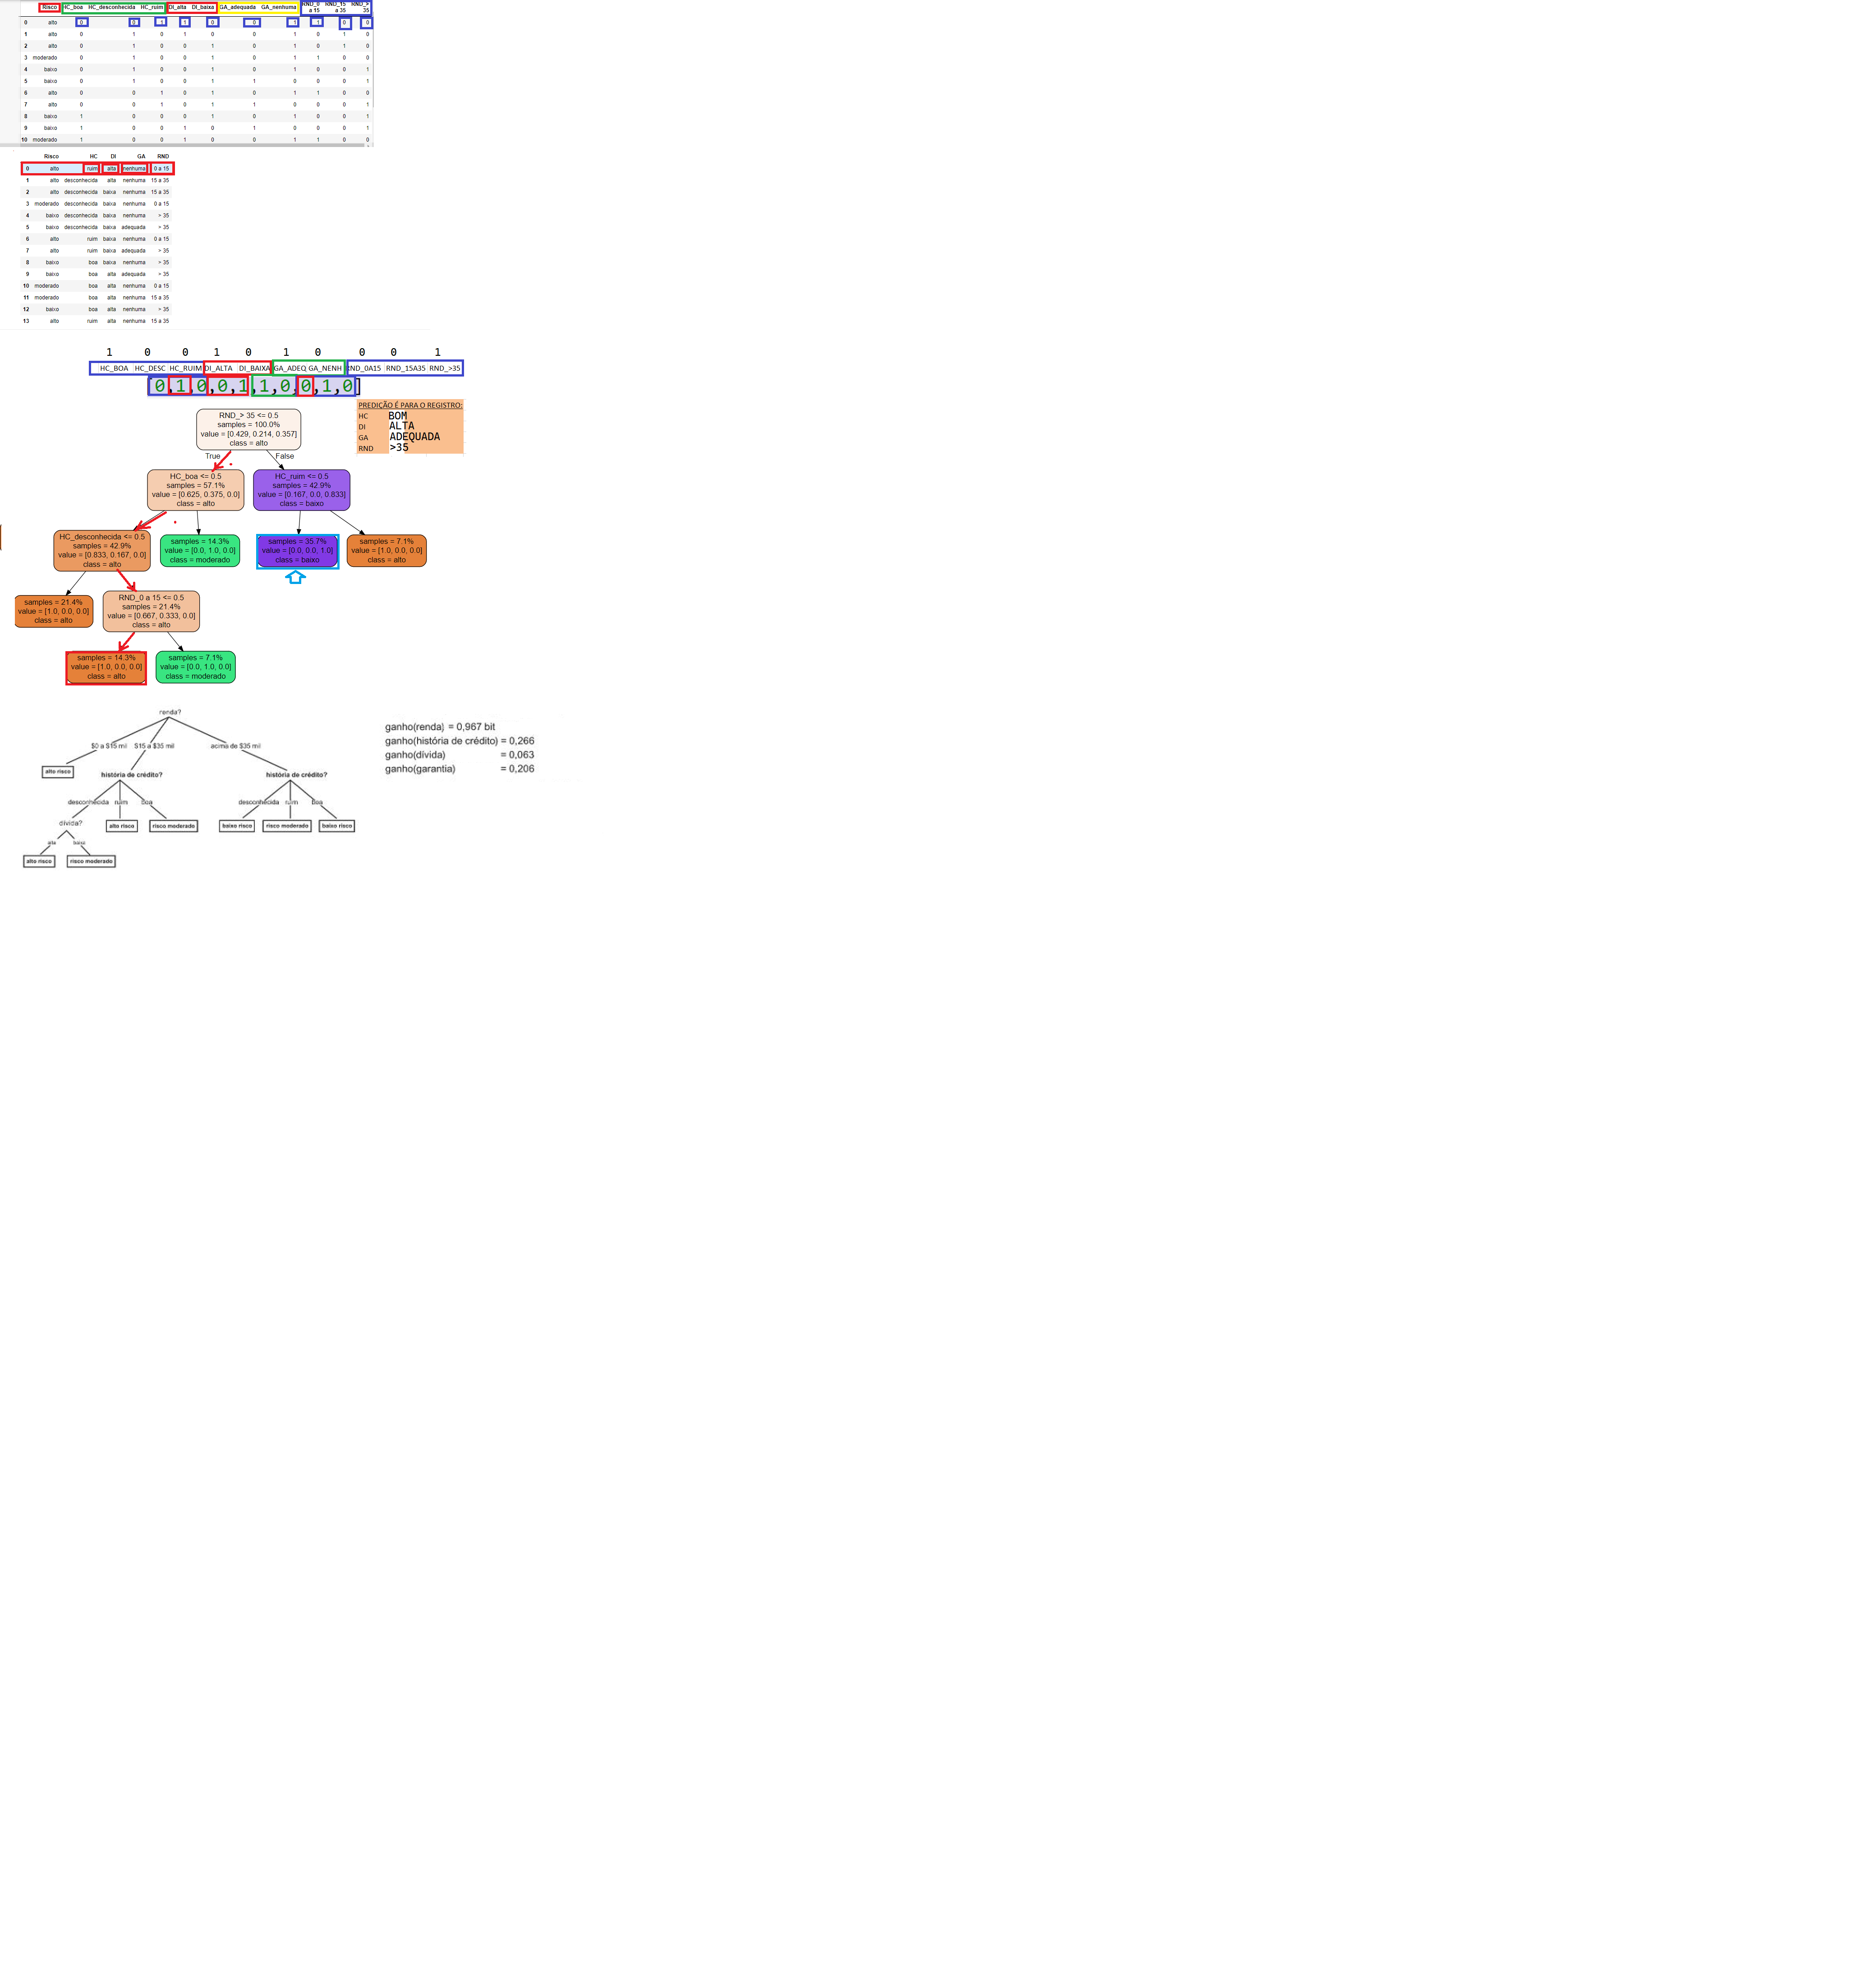 Risco HC_boa HC_desconhecida HC_ruim DI_alta DI_baixa GA_adequada GA_nenhuma RND_0 a 15 RND_15 a 35 RND_> 35
0 alto 0 0 1 1 0 0 1 1 0 0
1 alto 0 1 0 1 0 0 1 0 1 0
2 alto 0 1 0 0 1 0 1 0 1 0
3 moderado 0 1 0 0 1 0 1 1 0 0
4 baixo 0 1 0 0 1 0 1 0 0 1
5 baixo 0 1 0 0 1 1 0 0 0 1
6 alto 0 0 1 0 1 0 1 1 0 0
7 alto 0 0 1 0 1 1 0 0 0 1
8 baixo 1 0 0 0 1 0 1 0 0 1
9 baixo 1 0 0 1 0 1 0 0 0 1
10 moderado 1 0 0 1 0 0 1 1 0 0
Risco HC DI GA RND
0 alto ruim alta nenhuma 0 a 15
1 alto desconhecida alta nenhuma 15 a 35
2 alto desconhecida baixa nenhuma 15 a 35
3 moderado desconhecida baixa nenhuma 0 a 15
4 baixo desconhecida baixa nenhuma > 35
5 baixo desconhecida baixa adequada > 35
6 alto ruim baixa nenhuma 0 a 15
7 alto ruim baixa adequada > 35
8 baixo boa baixa nenhuma > 35
9 baixo boa alta adequada > 35
10 moderado boa alta nenhuma 0 a 15
11 moderado boa alta nenhuma 15 a 35
12 baixo boa alta nenhuma > 35
13 alto ruim alta nenhuma 15 a 35
1 0 0 1 0 1 0 0 0 1
HC_BOA HC_DESC HC_RUIM DI_ALTA DI_BAIXA GA_ADEQ GA_NENH RND_0A15 RND_15A35 RND_>35
0,1,0,0,1,1,0,0,1,0]
PREDIÇÃO É PARA O REGISTRO:
HC BOM
DI ALTA
GA ADEQUADA
RND >35
RND_> 35 <= 0.5
samples = 100.0%
value = [0.429, 0.214, 0.357]
class = alto
True
False
HC_boa <= 0.5
samples = 57.1%
value = [0.625, 0.375, 0.0]
class = alto
HC_ruim <= 0.5
samples = 42.9%
value = [0.167, 0.0, 0.833]
class = baixo
HC_desconhecida <= 0.5
samples = 42.9%
value = [0.833, 0.167, 0.0]
class = alto
samples = 14.3%
value = [0.0, 1.0, 0.0]
class = moderado
samples = 35.7%
value = [0.0, 0.0, 1.0]
class = baixo
samples = 7.1%
value = [1.0, 0.0, 0.0]
class = alto
samples = 21.4%
value = [1.0, 0.0, 0.0]
class = alto
RND_0 a 15 <= 0.5
samples = 21.4%
value = [0.667, 0.333, 0.0]
class = alto
samples = 14.3%
value = [1.0, 0.0, 0.0]
class = alto
samples = 7.1%
value = [0.0, 1.0, 0.0]
class = moderado
renda?
$0 a $15 mil $15 a $35 mil acima de $35 mil
alto risco
história de crédito?
história de crédito?
desconhecida ruim boa
desconhecida ruim boa
dívida?
alto risco
risco moderado
baixo risco
risco moderado
baixo risco
alta baixo
alto risco
risco moderado
ganho(renda) = 0,967 bit
ganho(história de crédito) = 0,266
ganho(dívida) = 0,063
ganho(garantia) = 0,206